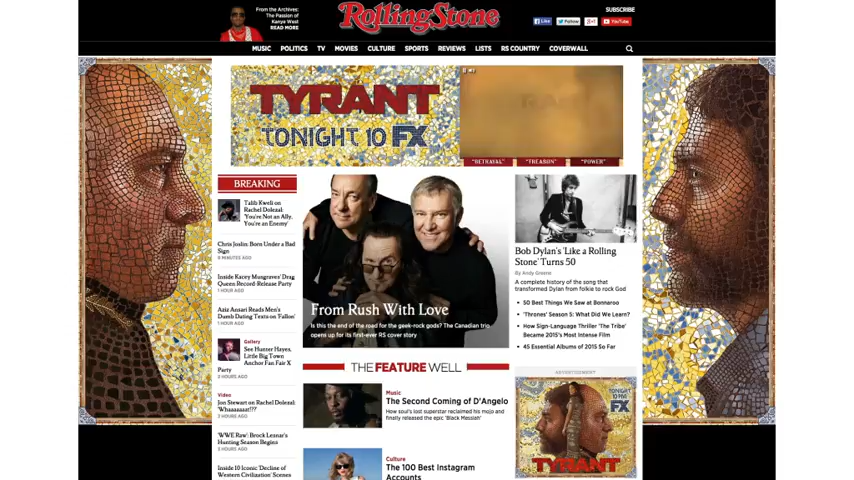 From the Archives:
The Passion of
Kanye West
READ MORE
RollingStone
SUBSCRIBE
Like
Follow
g+1
YouTube
MUSIC POLITICS TV MOVIES CULTURE SPORTS REVIEWS LISTS RS COUNTRY COVERWALL
TYRANT
TONIGHT 10 FX
"BETRAYAL" "TREASON" "POWER"
BREAKING
Talib Kweli on
Rachel Dolezal:
'You're Not an Ally,
You're an Enemy'
Chris Joslin: Born Under a Bad
Sign
9 MINUTES AGO
Inside Kacey Musgraves' Drag
Queen Record-Release Party
1 HOUR AGO
Aziz Ansari Reads Men's
Dumb Dating Texts on 'Fallon'
1 HOUR AGO
Gallery
See Hunter Hayes,
Little Big Town
Anchor Fan Fair X
Party
2 HOURS AGO
Video
Jon Stewart on Rachel Dolezal:
'Whaaaaaat!?'
2 HOURS AGO
'WWE Raw': Brock Lesnar's
Hunting Season Begins
3 HOURS AGO
Inside 10 Iconic 'Decline of
Western Civilization' Scenes
From Rush With Love
Is this the end of the road for the geek-rock gods? The Canadian trio
opens up for its first-ever RS cover story
THE FEATURE WELL
Music
The Second Coming of D'Angelo
How soul's last superstar reclaimed his mojo and
finally released the epic 'Black Messiah'
Culture
The 100 Best Instagram
Accounts
Bob Dylan's 'Like a Rolling
Stone' Turns 50
By Andy Greene
A complete history of the song that
transformed Dylan from folkie to rock God
50 Best Things We Saw at Bonnaroo
'Thrones' Season 5: What Did We Learn?
How Sign-Language Thriller 'The Tribe'
Became 2015's Most Intense Film
45 Essential Albums of 2015 So Far
ADVERTISEMENT
TONIGHT
10PM
FX
TYRANT